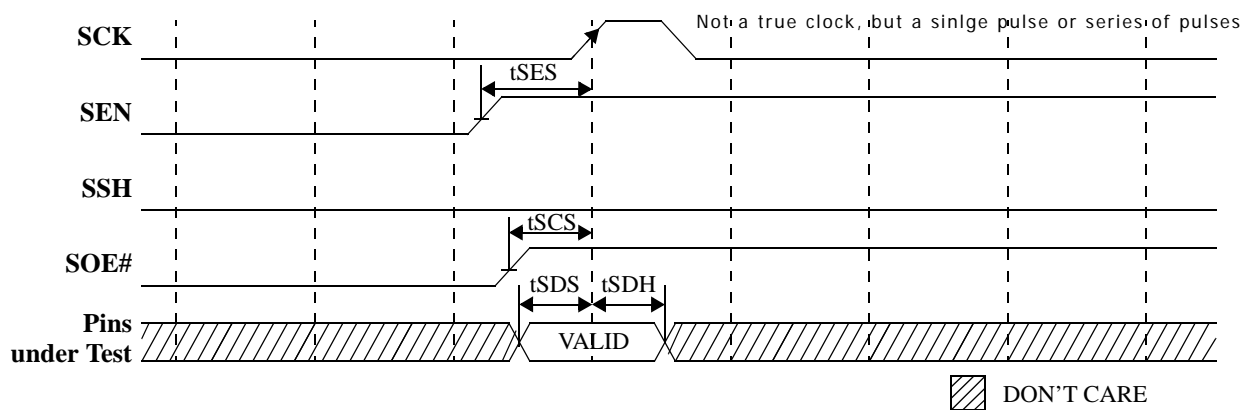 Not a true clock, but a sinlge pulse or series of pulses
SCK
tSES
SEN
SSH
tSCS
SOE#
tSDS
tSDH
Pins
under Test
VALID
DON'T CARE